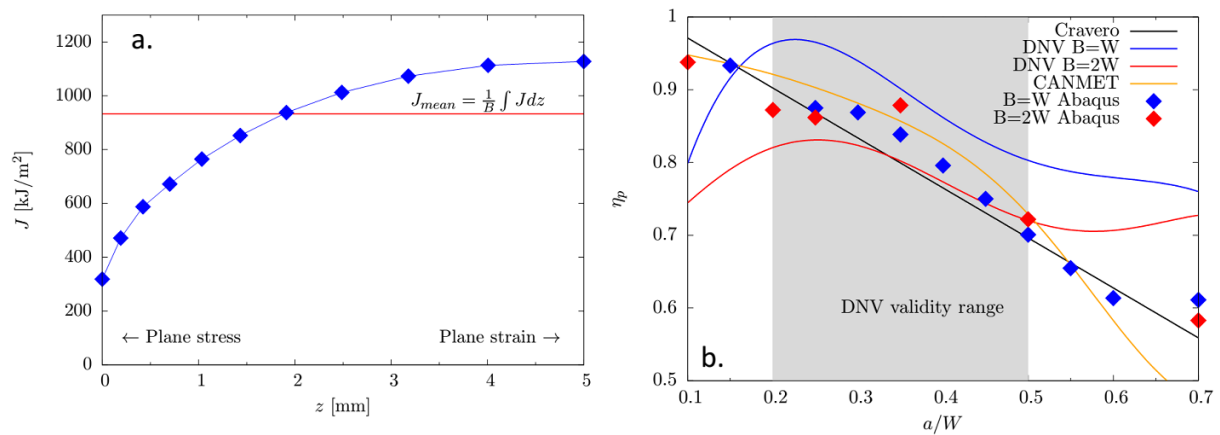 a.
1200
1000
800
600
400
200
0
J [kJ/m²]
J_mean = 1/B ∫ Jdz
← Plane stress
Plane strain →
0
1
2
3
4
5
z [mm]
b.
1
0.9
0.8
0.7
0.6
0.5
η_p
Cravero
DNV B=W
DNV B=2W
CANMET
B=W Abaqus
B=2W Abaqus
DNV validity range
0.1
0.2
0.3
0.4
0.5
0.6
0.7
a/W